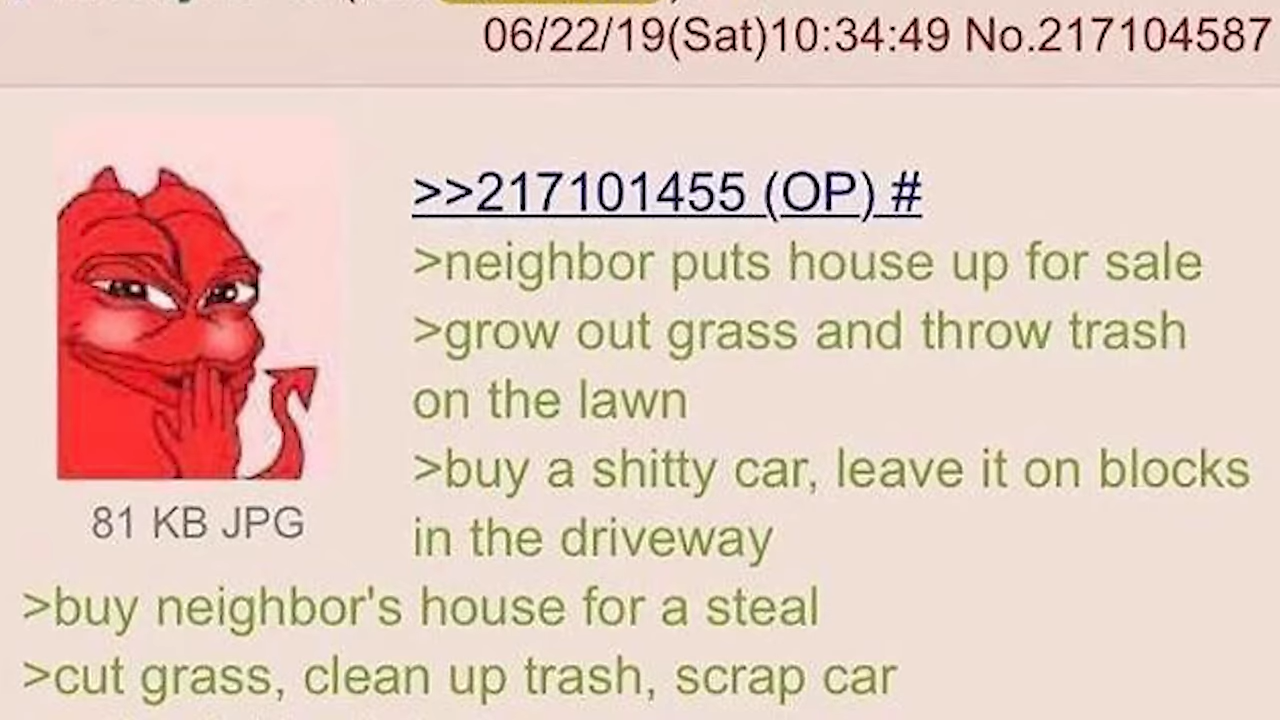 06/22/19(Sat)10:34:49 No.217104587
>>217101455 (OP) #
>neighbor puts house up for sale
>grow out grass and throw trash
on the lawn
>buy a shitty car, leave it on blocks
in the driveway
81 KB JPG
>buy neighbor's house for a steal
>cut grass, clean up trash, scrap car